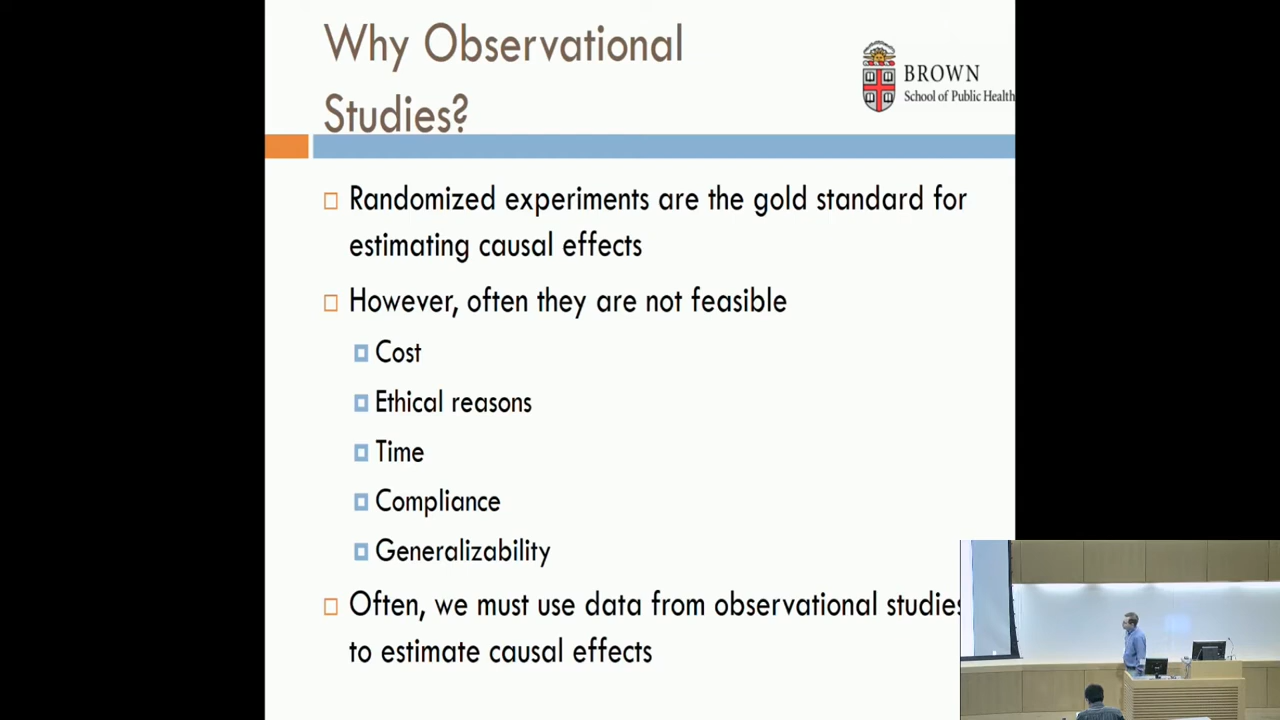 Why Observational
Studies?
BROWN
School of Public Health
Randomized experiments are the gold standard for
estimating causal effects
However, often they are not feasible
Cost
Ethical reasons
Time
Compliance
Generalizability
Often, we must use data from observational studies
to estimate causal effects